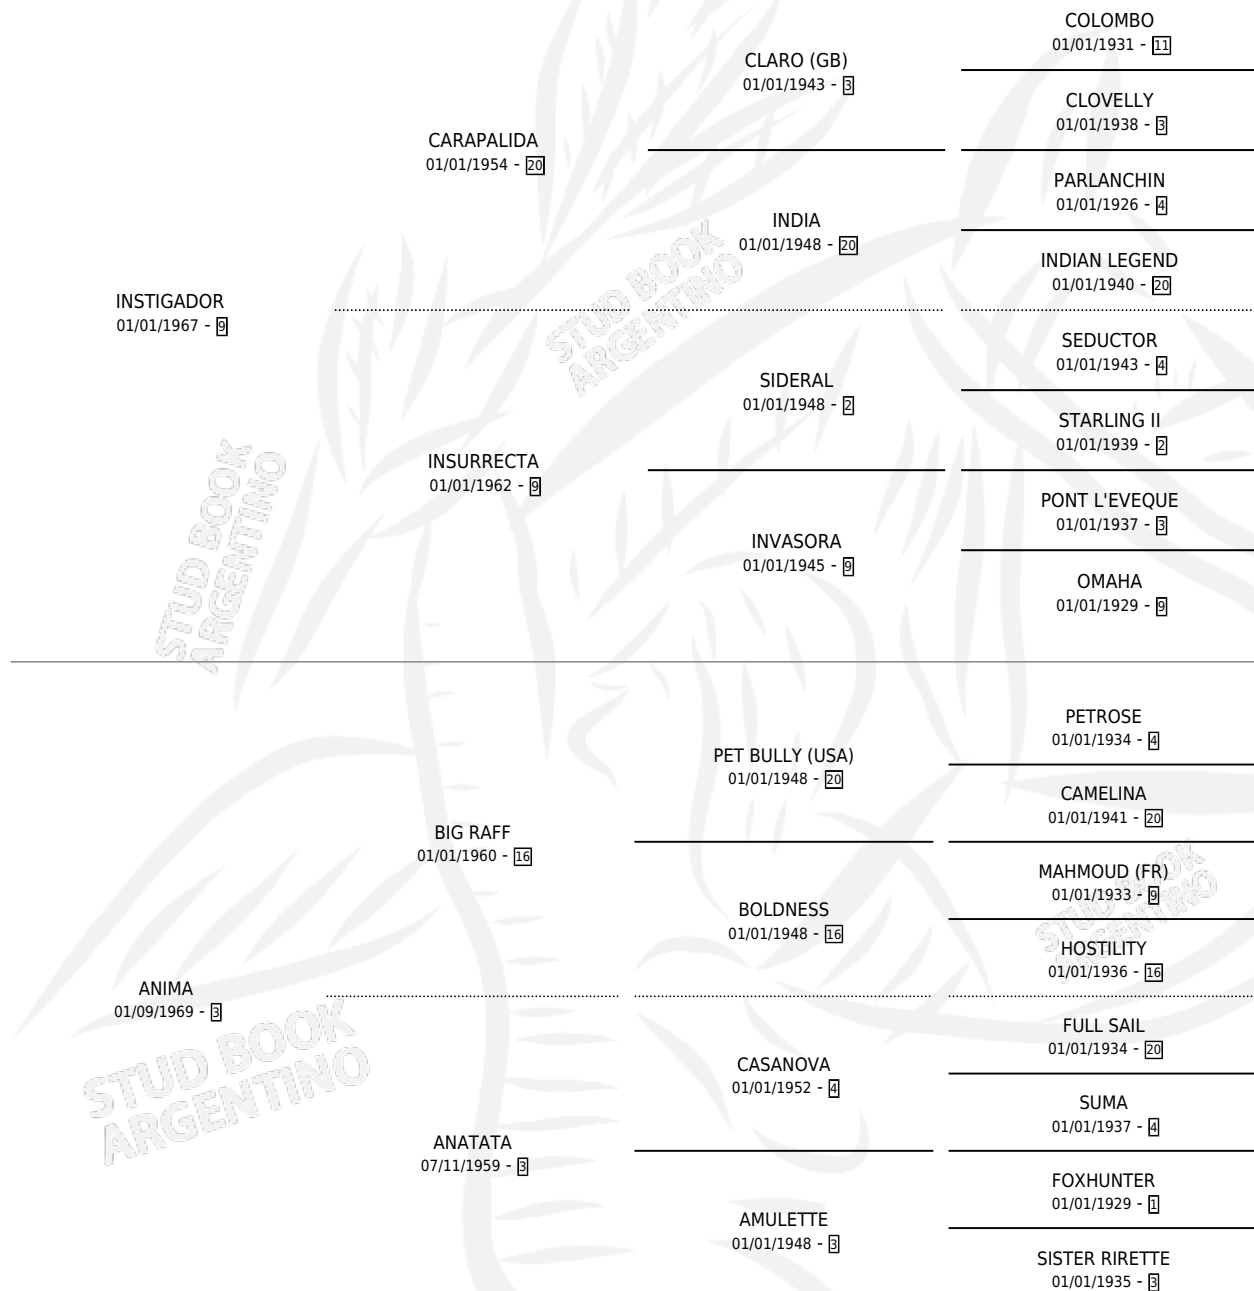 COLOMBO
01/01/1931 - 11
CLARO (GB)
01/01/1943 - 3
CLOVELLY
01/01/1938 - 3
CARAPALIDA
01/01/1954 - 20
PARLANCHIN
01/01/1926 - 4
INDIA
01/01/1948 - 20
INDIAN LEGEND
01/01/1940 - 20
INSTIGADOR
01/01/1967 - 9
SEDUCTOR
01/01/1943 - 4
SIDERAL
01/01/1948 - 2
STARLING II
01/01/1939 - 2
INSURRECTA
01/01/1962 - 9
PONT L'EVEQUE
01/01/1937 - 3
INVASORA
01/01/1945 - 9
OMAHA
01/01/1929 - 9
PETROSE
01/01/1934 - 4
PET BULLY (USA)
01/01/1948 - 20
CAMELINA
01/01/1941 - 20
BIG RAFF
01/01/1960 - 16
MAHMOUD (FR)
01/01/1933 - 9
BOLDNESS
01/01/1948 - 16
HOSTILITY
01/01/1936 - 16
ANIMA
01/09/1969 - 3
FULL SAIL
01/01/1934 - 20
CASANOVA
01/01/1952 - 4
SUMA
01/01/1937 - 4
ANATATA
07/11/1959 - 3
FOXHUNTER
01/01/1929 - 1
AMULETTE
01/01/1948 - 3
SISTER RIRETTE
01/01/1935 - 3
STUD BOOK
ARGENTINO
STUD BOOK
ARGENTINO
STUD BOOK
ARGENTINO
STUD BOOK
ARGENTINO